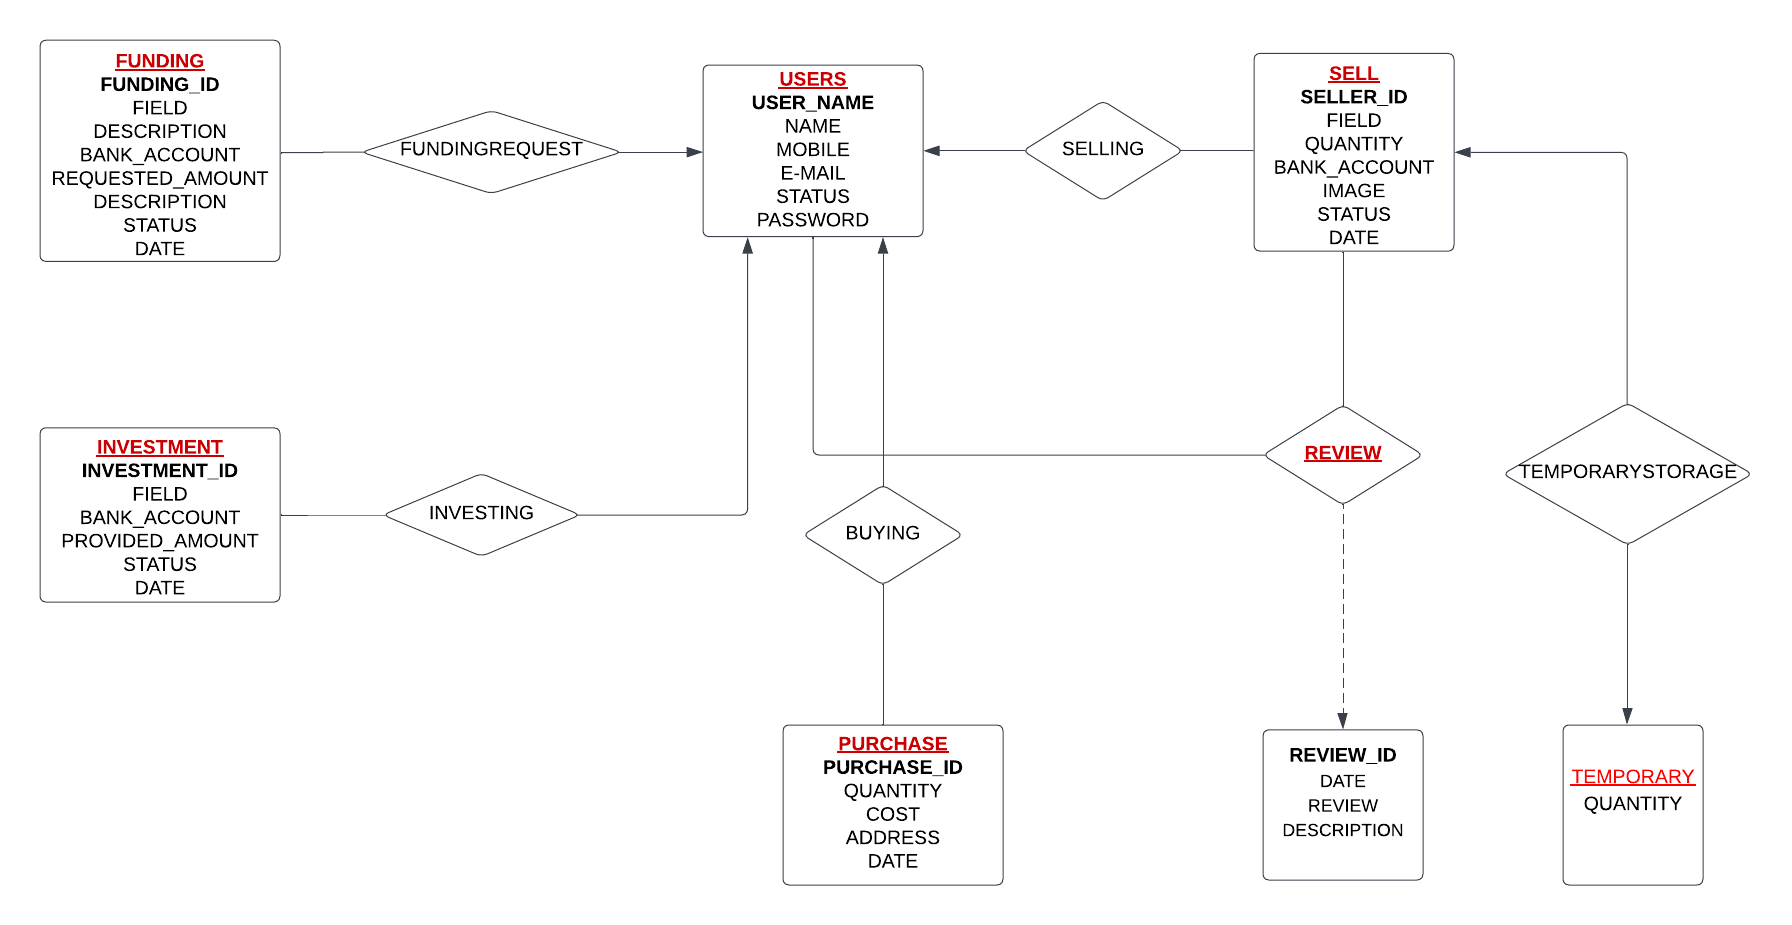 FUNDING
FUNDING_ID
FIELD
DESCRIPTION
BANK_ACCOUNT
REQUESTED_AMOUNT
DESCRIPTION
STATUS
DATE
FUNDINGREQUEST
USERS
USER_NAME
NAME
MOBILE
E-MAIL
STATUS
PASSWORD
SELLING
SELL
SELLER_ID
FIELD
QUANTITY
BANK_ACCOUNT
IMAGE
STATUS
DATE
INVESTMENT
INVESTMENT_ID
FIELD
BANK_ACCOUNT
PROVIDED_AMOUNT
STATUS
DATE
INVESTING
BUYING
REVIEW
TEMPORARYSTORAGE
PURCHASE
PURCHASE_ID
QUANTITY
COST
ADDRESS
DATE
REVIEW_ID
DATE
REVIEW
DESCRIPTION
TEMPORARY
QUANTITY